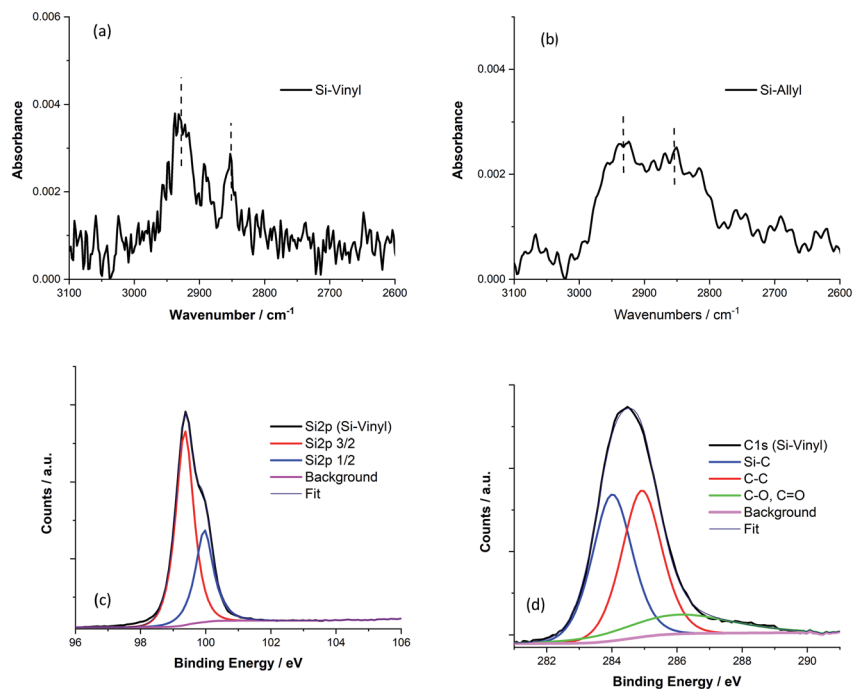 (a)
0.006
0.004
0.002
0.000
Absorbance
Si-Vinyl
3100 3000 2900 2800 2700 2600
Wavenumber / cm-1
(b)
0.004
0.002
0.000
Absorbance
Si-Allyl
3100 3000 2900 2800 2700 2600
Wavenumbers / cm-1
Counts / a.u.
Si2p (Si-Vinyl)
Si2p 3/2
Si2p 1/2
Background
Fit
(c)
96 98 100 102 104 106
Binding Energy / eV
Counts / a.u.
C1s (Si-Vinyl)
Si-C
C-C
C-O, C=O
Background
Fit
(d)
282 284 286 288 290
Binding Energy / eV